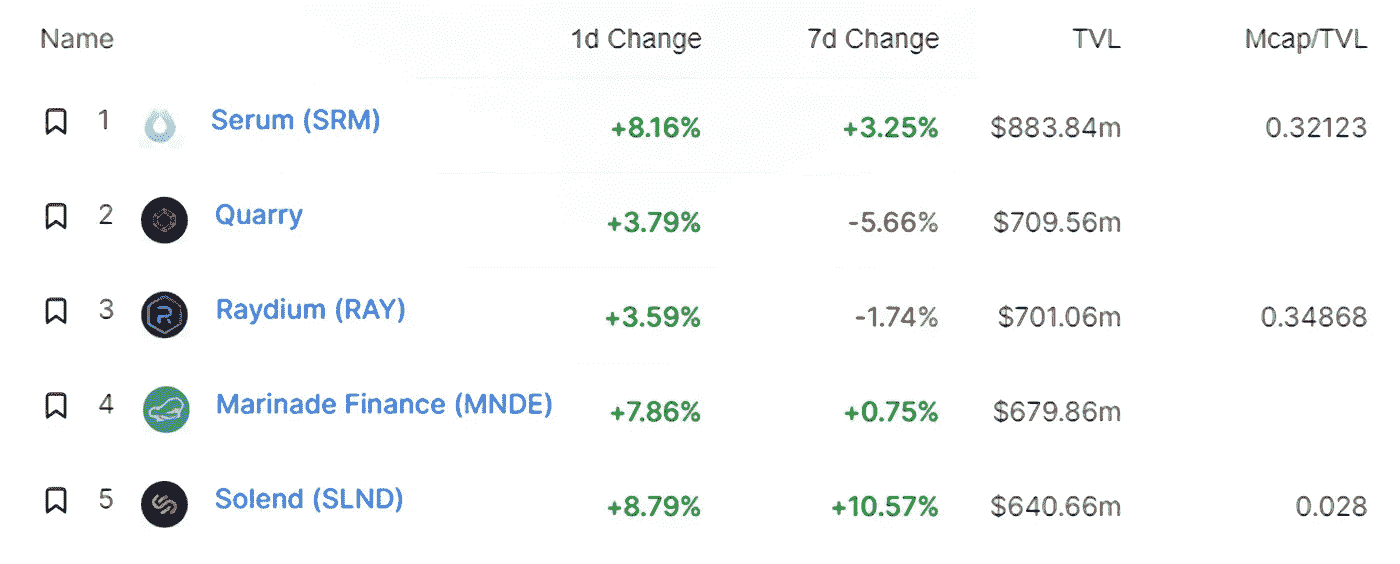 Name 1d Change 7d Change TVL Mcap/TVL
1 Serum (SRM) +8.16% +3.25% $883.84m 0.32123
2 Quarry +3.79% -5.66% $709.56m
3 Raydium (RAY) +3.59% -1.74% $701.06m 0.34868
4 Marinade Finance (MNDE) +7.86% +0.75% $679.86m
5 Solend (SLND) +8.79% +10.57% $640.66m 0.028